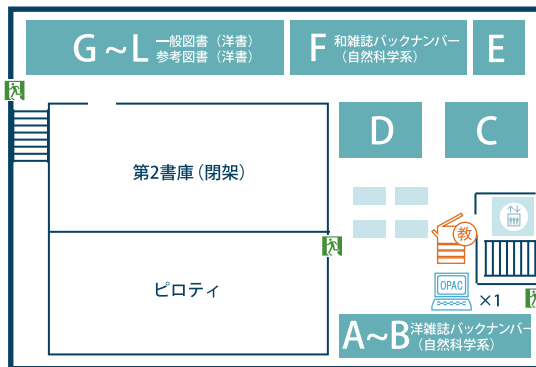 G～L 一般図書（洋書）
参考図書（洋書）
F 和雑誌バックナンバー
（自然科学系）
E
D
C
第2書庫（閉架）
教
OPAC
×1
ピロティ
A～B 洋雑誌バックナンバー
（自然科学系）